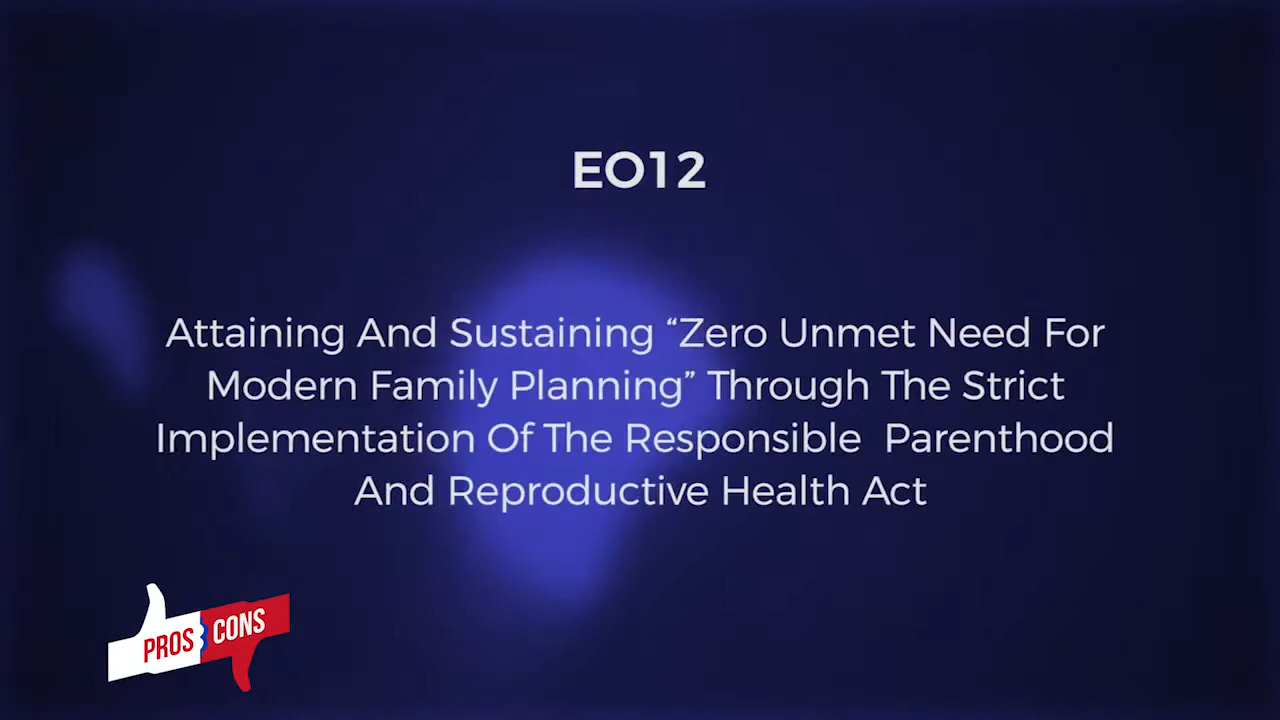 EO12
Attaining And Sustaining “Zero Unmet Need For
Modern Family Planning” Through The Strict
Implementation Of The Responsible  Parenthood
And Reproductive Health Act
PROS CONS